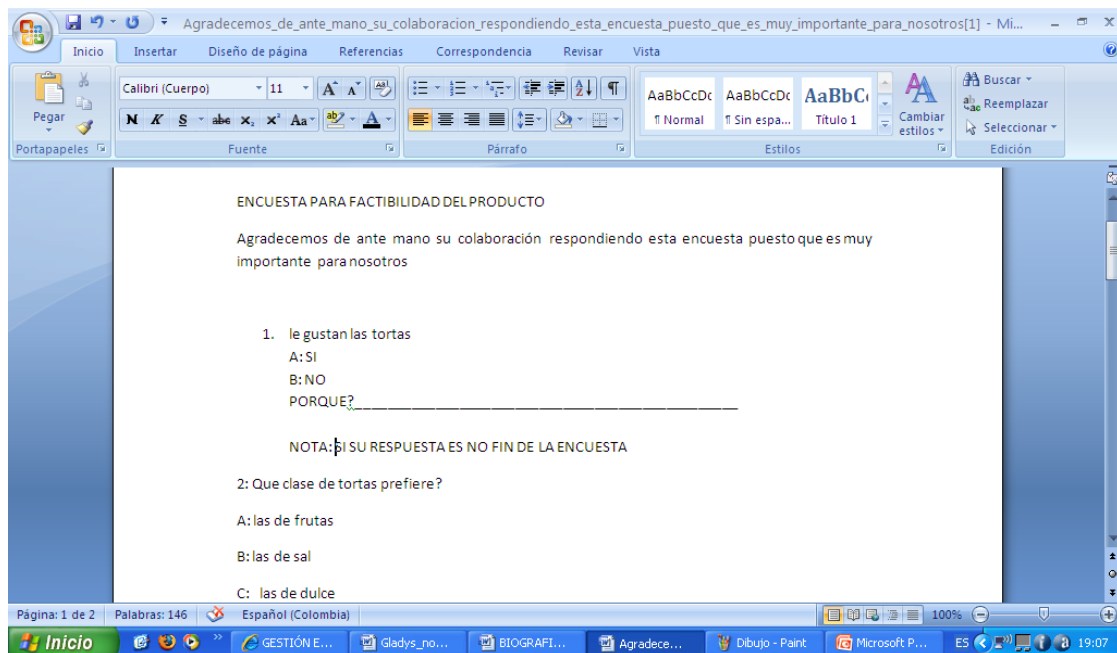 Agradecemos_de_ante_mano_su_colaboracion_respondiendo_esta_encuesta_puesto_que_es_muy_importante_para_nosotros[1] - Mi...
Inicio Insertar Diseño de página Referencias Correspondencia Revisar Vista
Pegar
Calibri (Cuerpo) 11
N K S abe x₂ x² Aa
AaBbCcDc AaBbCcDc AaBbC
¶ Normal ¶ Sin espa... Título 1
Cambiar estilos
Buscar
Reemplazar
Seleccionar
Portapapeles Fuente Párrafo Estilos Edición
ENCUESTA PARA FACTIBILIDAD DEL PRODUCTO
Agradecemos de ante mano su colaboración respondiendo esta encuesta puesto que es muy
importante para nosotros
1. le gustan las tortas
A: SI
B: NO
PORQUE?_______________________________________________
NOTA: SI SU RESPUESTA ES NO FIN DE LA ENCUESTA
2: Que clase de tortas prefiere?
A: las de frutas
B: las de sal
C: las de dulce
Página: 1 de 2 Palabras: 146 Español (Colombia) 100%
Inicio GESTIÓN E... Gladys_no... BIOGRAFI... Agradece... Dibujo - Paint Microsoft P... ES 19:07